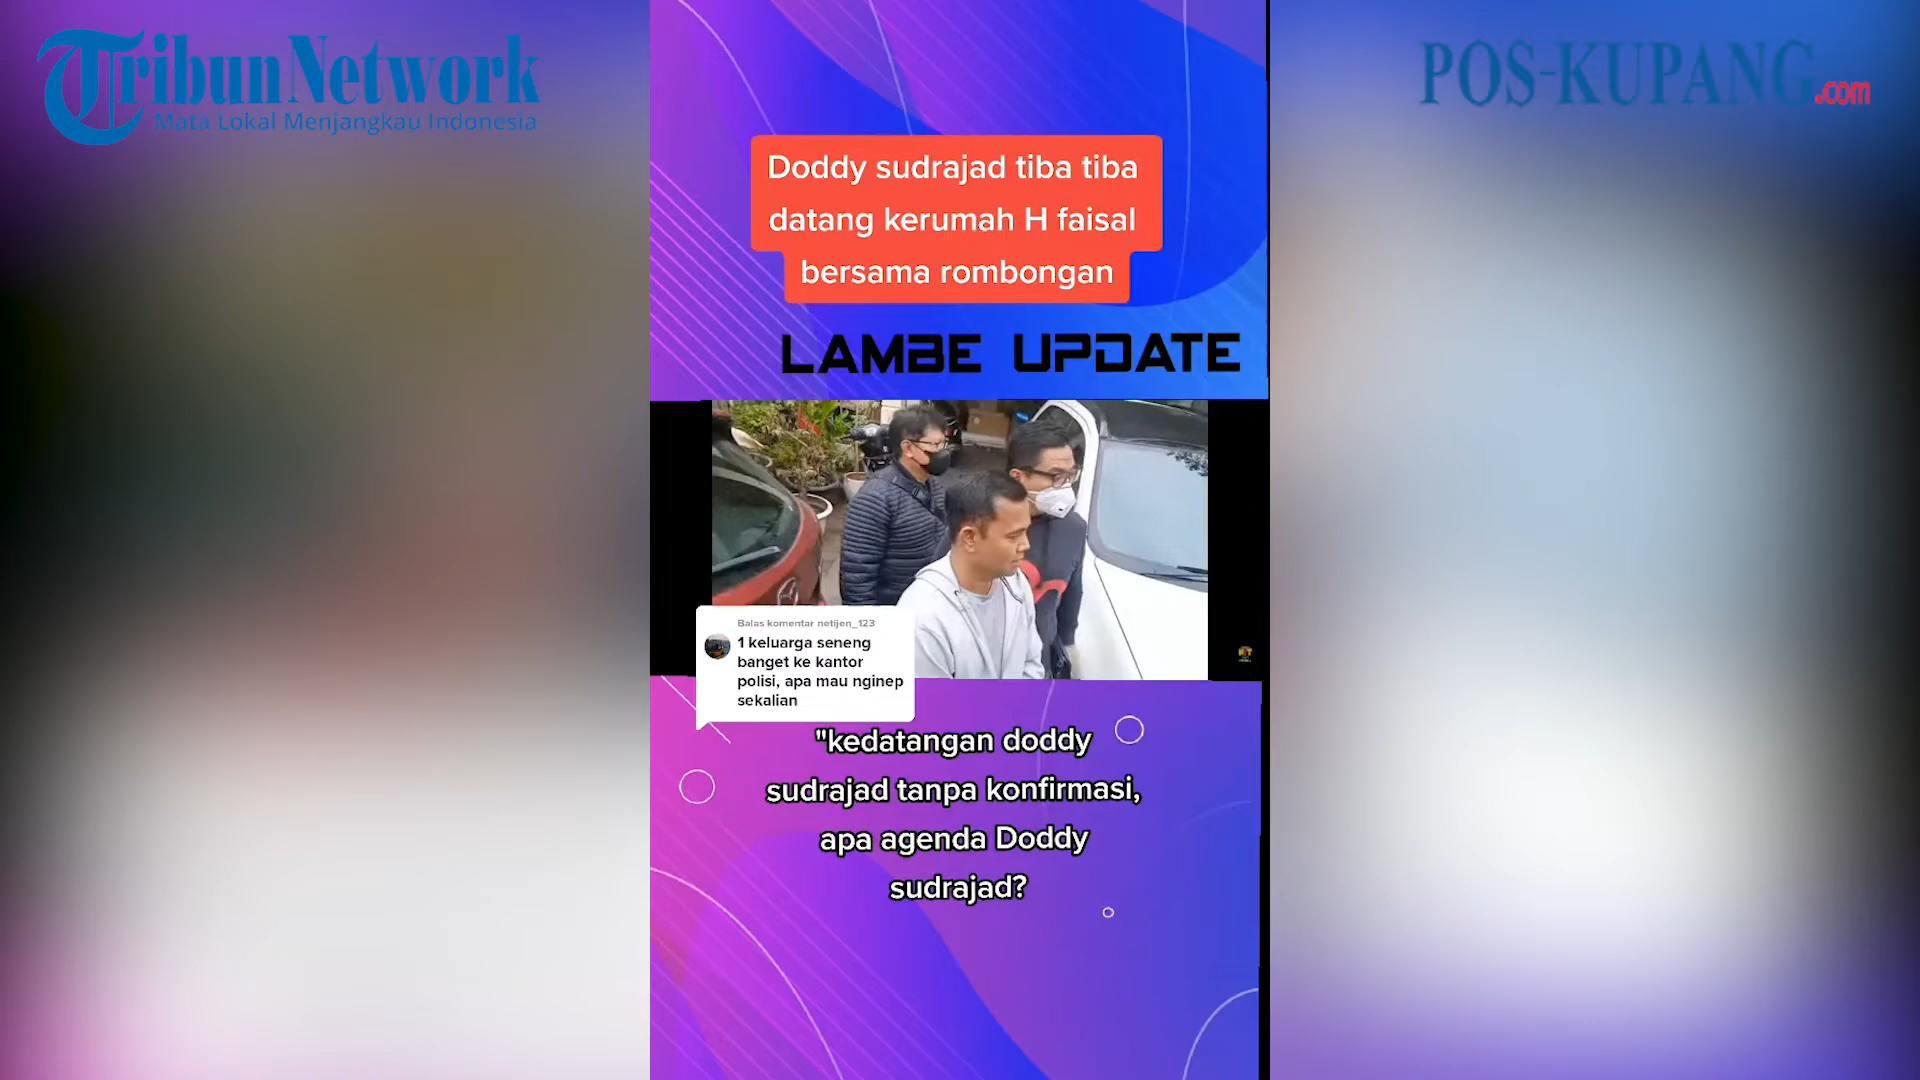 TribunNetwork
Mata Lokal Menjangkau Indonesia
POS-KUPANG.com
Doddy sudrajad tiba tiba
datang kerumah H faisal
bersama rombongan
LAMBE UPDATE
Balas komentar netijen_123
1 keluarga seneng
banget ke kantor
polisi, apa mau nginep
sekalian
"kedatangan doddy
sudrajad tanpa konfirmasi,
apa agenda Doddy
sudrajad?